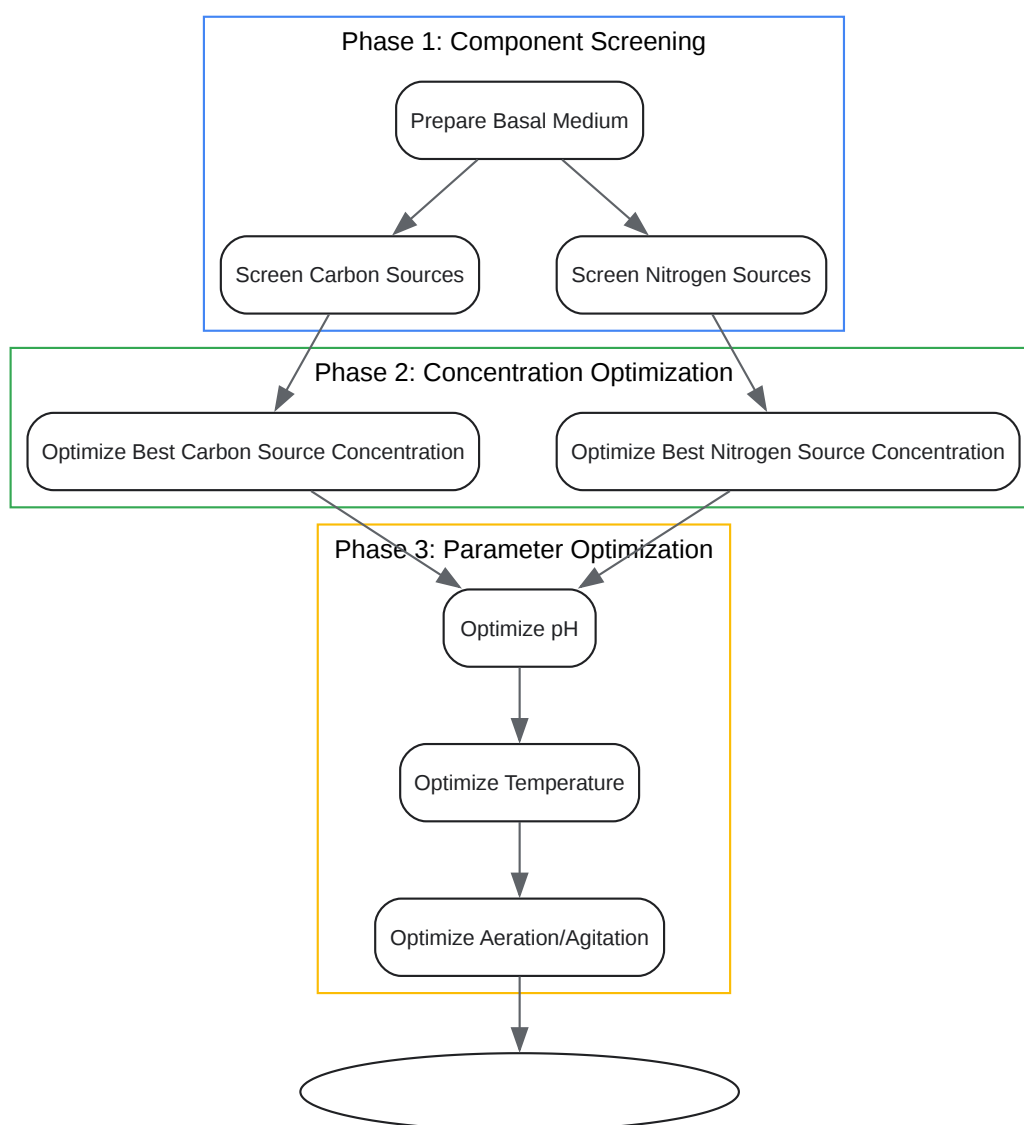 Phase 1: Component Screening
Prepare Basal Medium
Screen Carbon Sources
Screen Nitrogen Sources
Phase 2: Concentration Optimization
Optimize Best Carbon Source Concentration
Optimize Best Nitrogen Source Concentration
Phase 3: Parameter Optimization
Optimize pH
Optimize Temperature
Optimize Aeration/Agitation